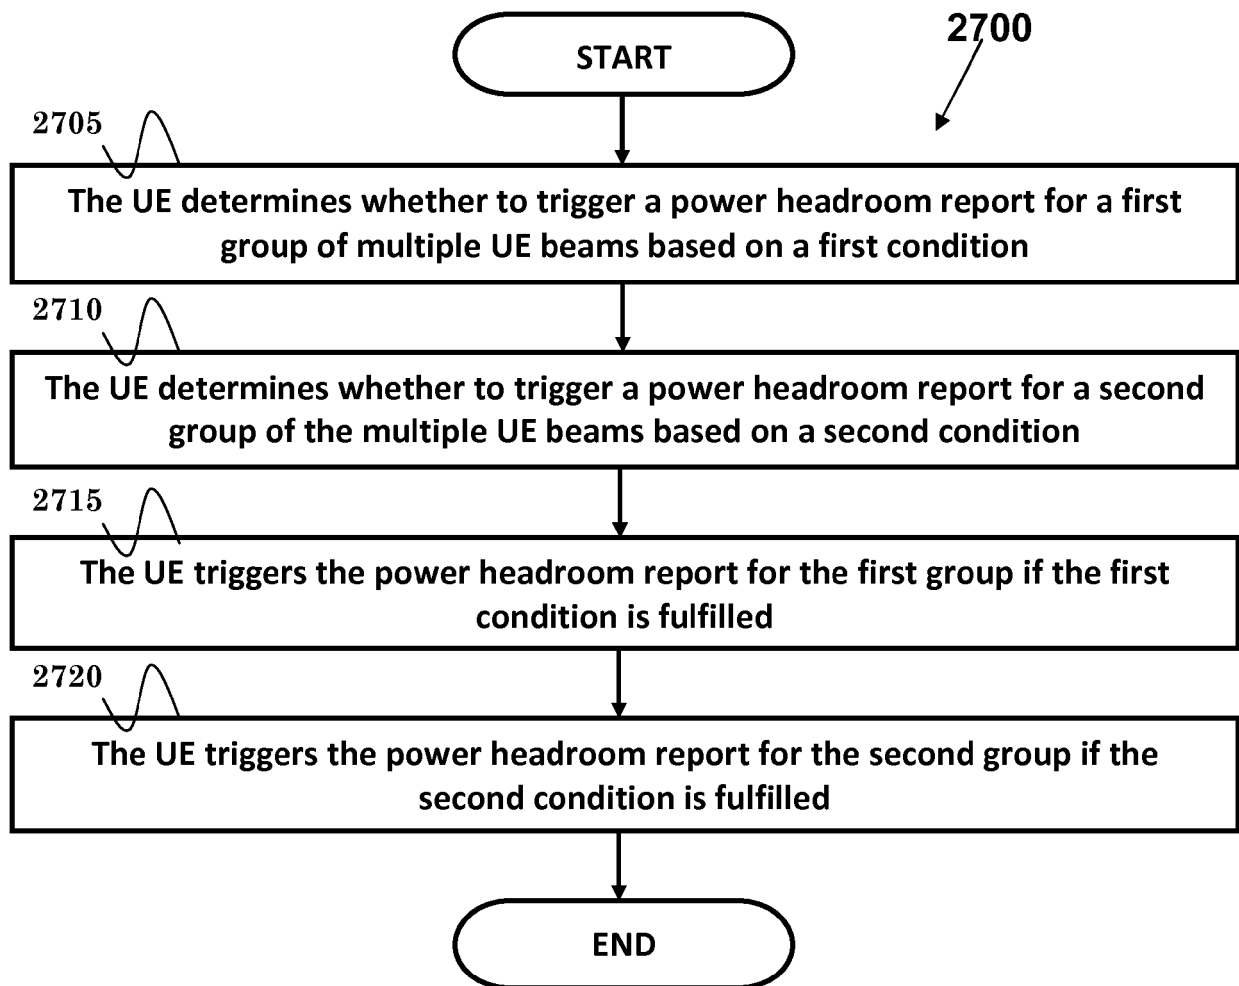 START
2700
2705
The UE determines whether to trigger a power headroom report for a first
group of multiple UE beams based on a first condition
2710
The UE determines whether to trigger a power headroom report for a second
group of the multiple UE beams based on a second condition
2715
The UE triggers the power headroom report for the first group if the first
condition is fulfilled
2720
The UE triggers the power headroom report for the second group if the
second condition is fulfilled
END